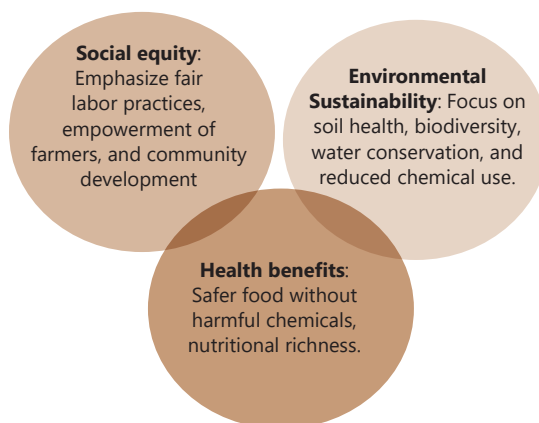 Social equity:
Emphasize fair
labor practices,
empowerment of
farmers, and community
development
Environmental
Sustainability: Focus on
soil health, biodiversity,
water conservation, and
reduced chemical use.
Health benefits:
Safer food without
harmful chemicals,
nutritional richness.